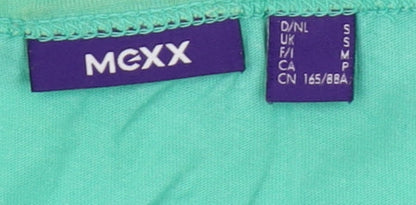 MEXX
D/NL S
UK S
F/I M
CA P
CN 165/88A